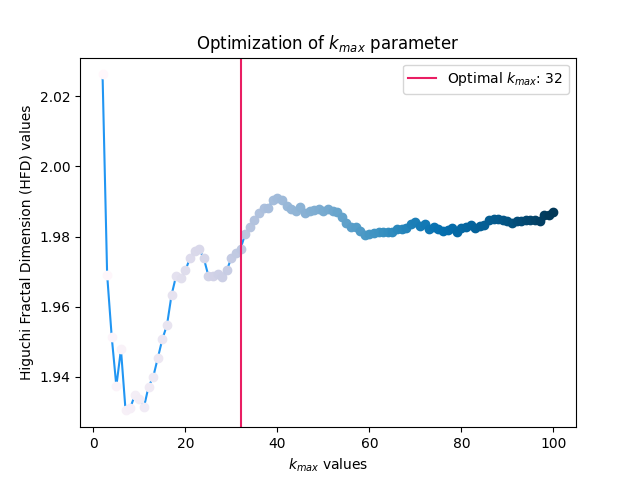 Optimization of $k_{max}$ parameter
Optimal $k_{max}$: 32
Higuchi Fractal Dimension (HFD) values
2.02
2.00
1.98
1.96
1.94
0 20 40 60 80 100
$k_{max}$ values